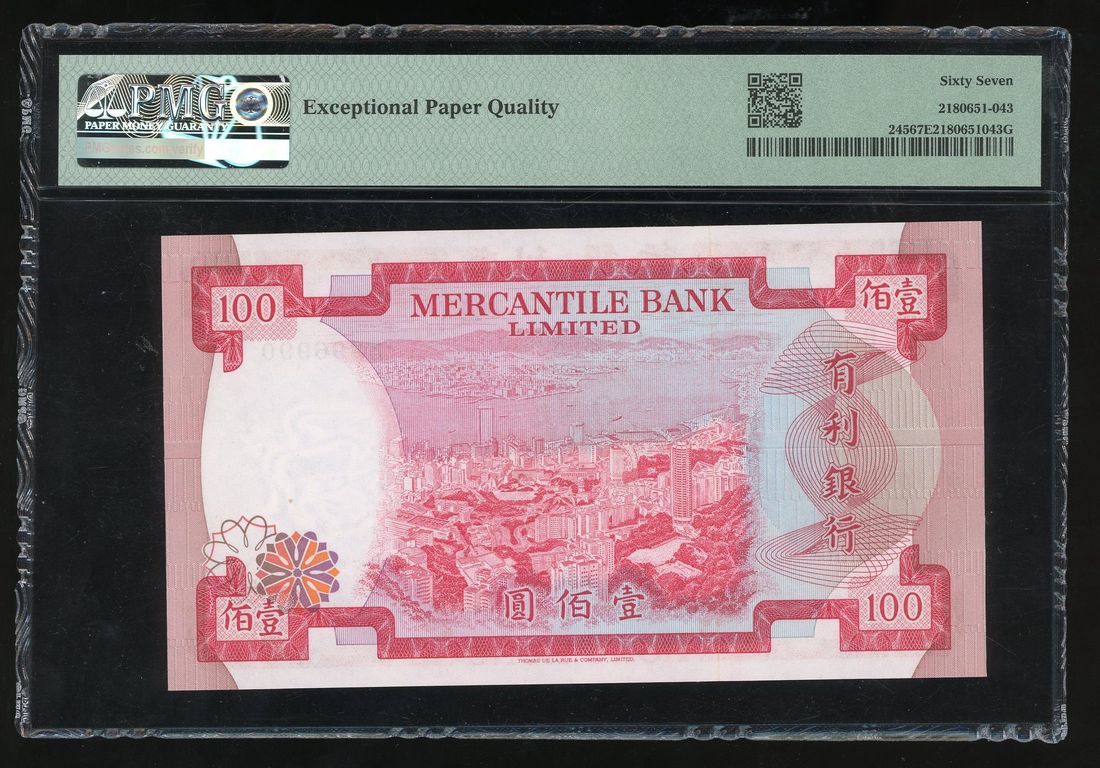 PMG
PAPER MONEY GUARANTY
PMGnotes.com/verify
Exceptional Paper Quality
Sixty Seven
2180651-043
24567E2180651043G
100
MERCANTILE BANK
LIMITED
佰壹
有利銀行
圓佰壹
佰壹
100
THOMAS DE LA RUE & COMPANY, LIMITED.